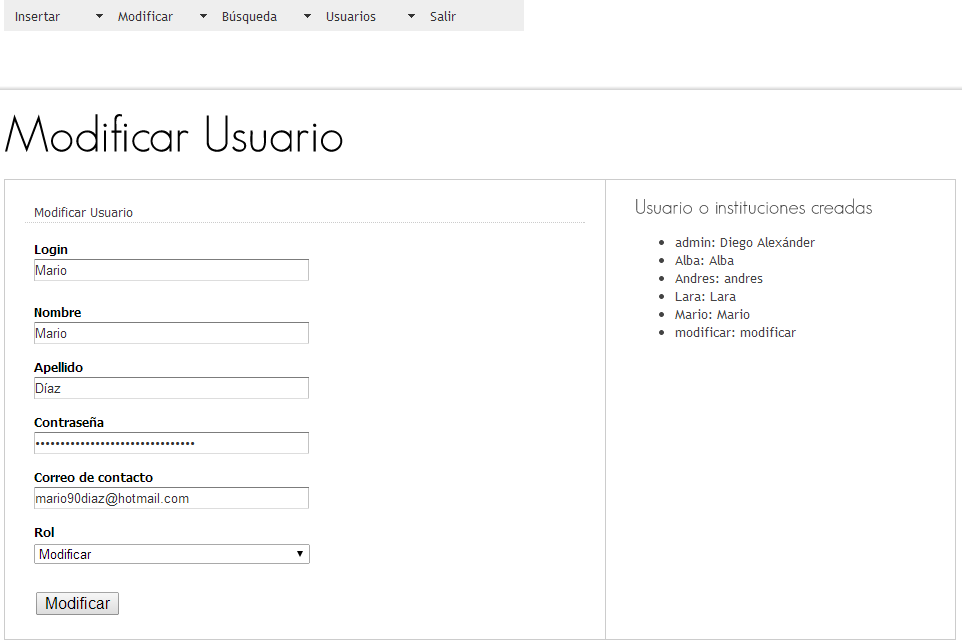 Insertar Modificar Búsqueda Usuarios Salir
Modificar Usuario
Modificar Usuario
Login
Mario
Nombre
Mario
Apellido
Díaz
Contraseña
••••••••••••••••••••••••••••••••
Correo de contacto
mario90diaz@hotmail.com
Rol
Modificar
Modificar
Usuario o instituciones creadas
admin: Diego Alexánder
Alba: Alba
Andres: andres
Lara: Lara
Mario: Mario
modificar: modificar